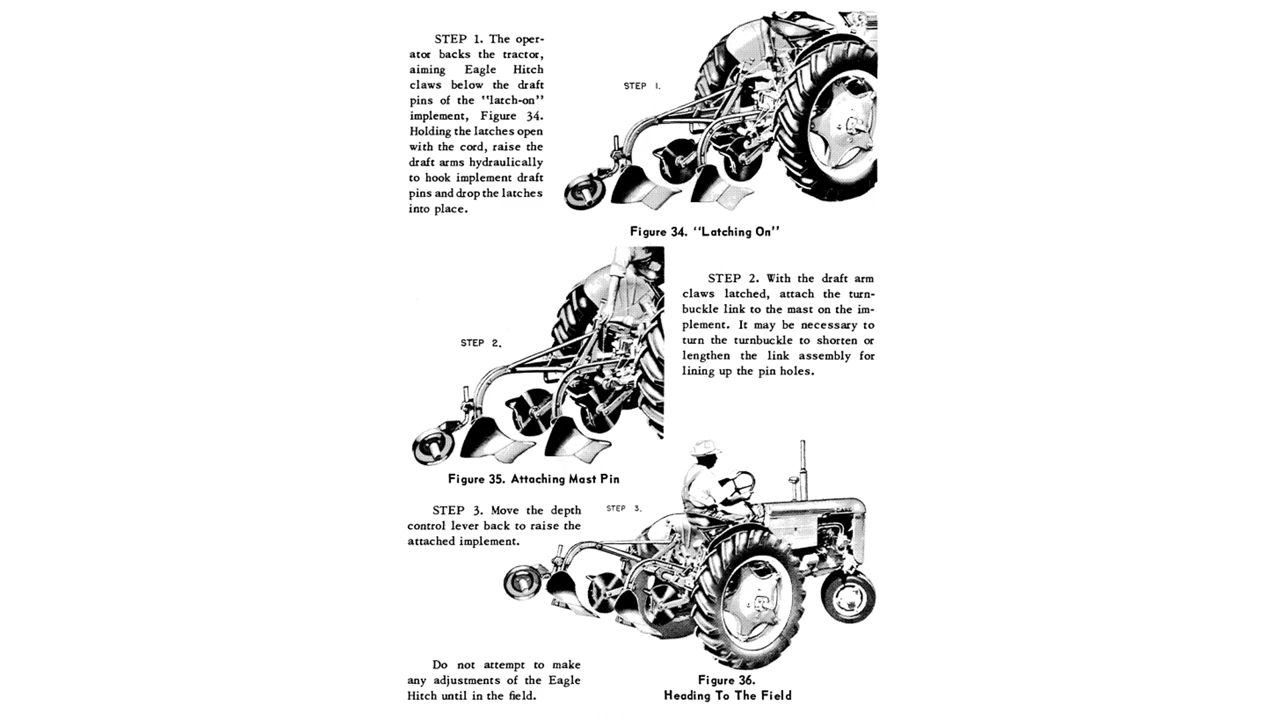 STEP 1. The oper-
ator backs the tractor,
aiming Eagle Hitch
claws below the draft
pins of the "latch-on"
implement, Figure 34.
Holding the latches open
with the cord, raise the
draft arms hydraulically
to hook implement draft
pins and drop the latches
into place.
STEP 1.
Figure 34. "Latching On"
STEP 2.
Figure 35. Attaching Mast Pin
STEP 2. With the draft arm
claws latched, attach the turn-
buckle link to the mast on the im-
plement. It may be necessary to
turn the turnbuckle to shorten or
lengthen the link assembly for
lining up the pin holes.
STEP 3. Move the depth
control lever back to raise the
attached implement.
STEP 3.
CASE
Do not attempt to make
any adjustments of the Eagle
Hitch until in the field.
Figure 36.
Heading To The Field